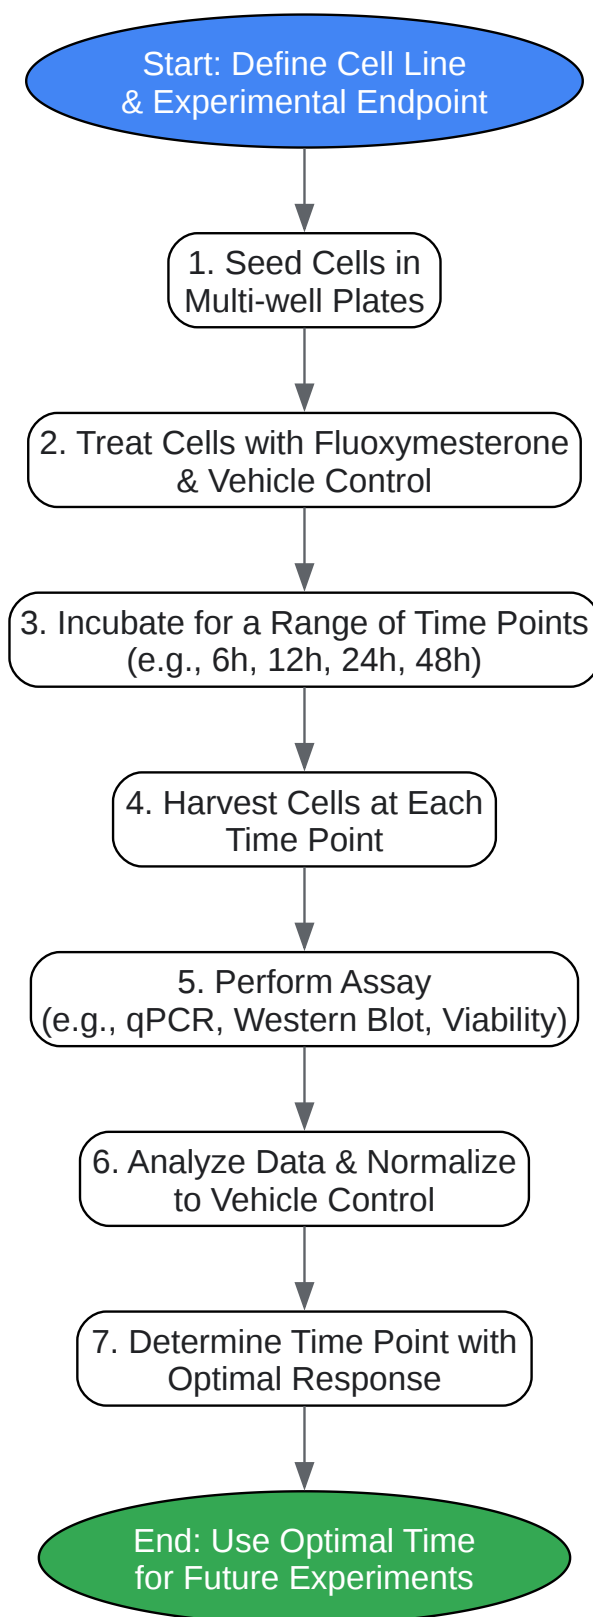 Start: Define Cell Line
& Experimental Endpoint
1. Seed Cells in
Multi-well Plates
2. Treat Cells with Fluoxymesterone
& Vehicle Control
3. Incubate for a Range of Time Points
(e.g., 6h, 12h, 24h, 48h)
4. Harvest Cells at Each
Time Point
5. Perform Assay
(e.g., qPCR, Western Blot, Viability)
6. Analyze Data & Normalize
to Vehicle Control
7. Determine Time Point with
Optimal Response
End: Use Optimal Time
for Future Experiments